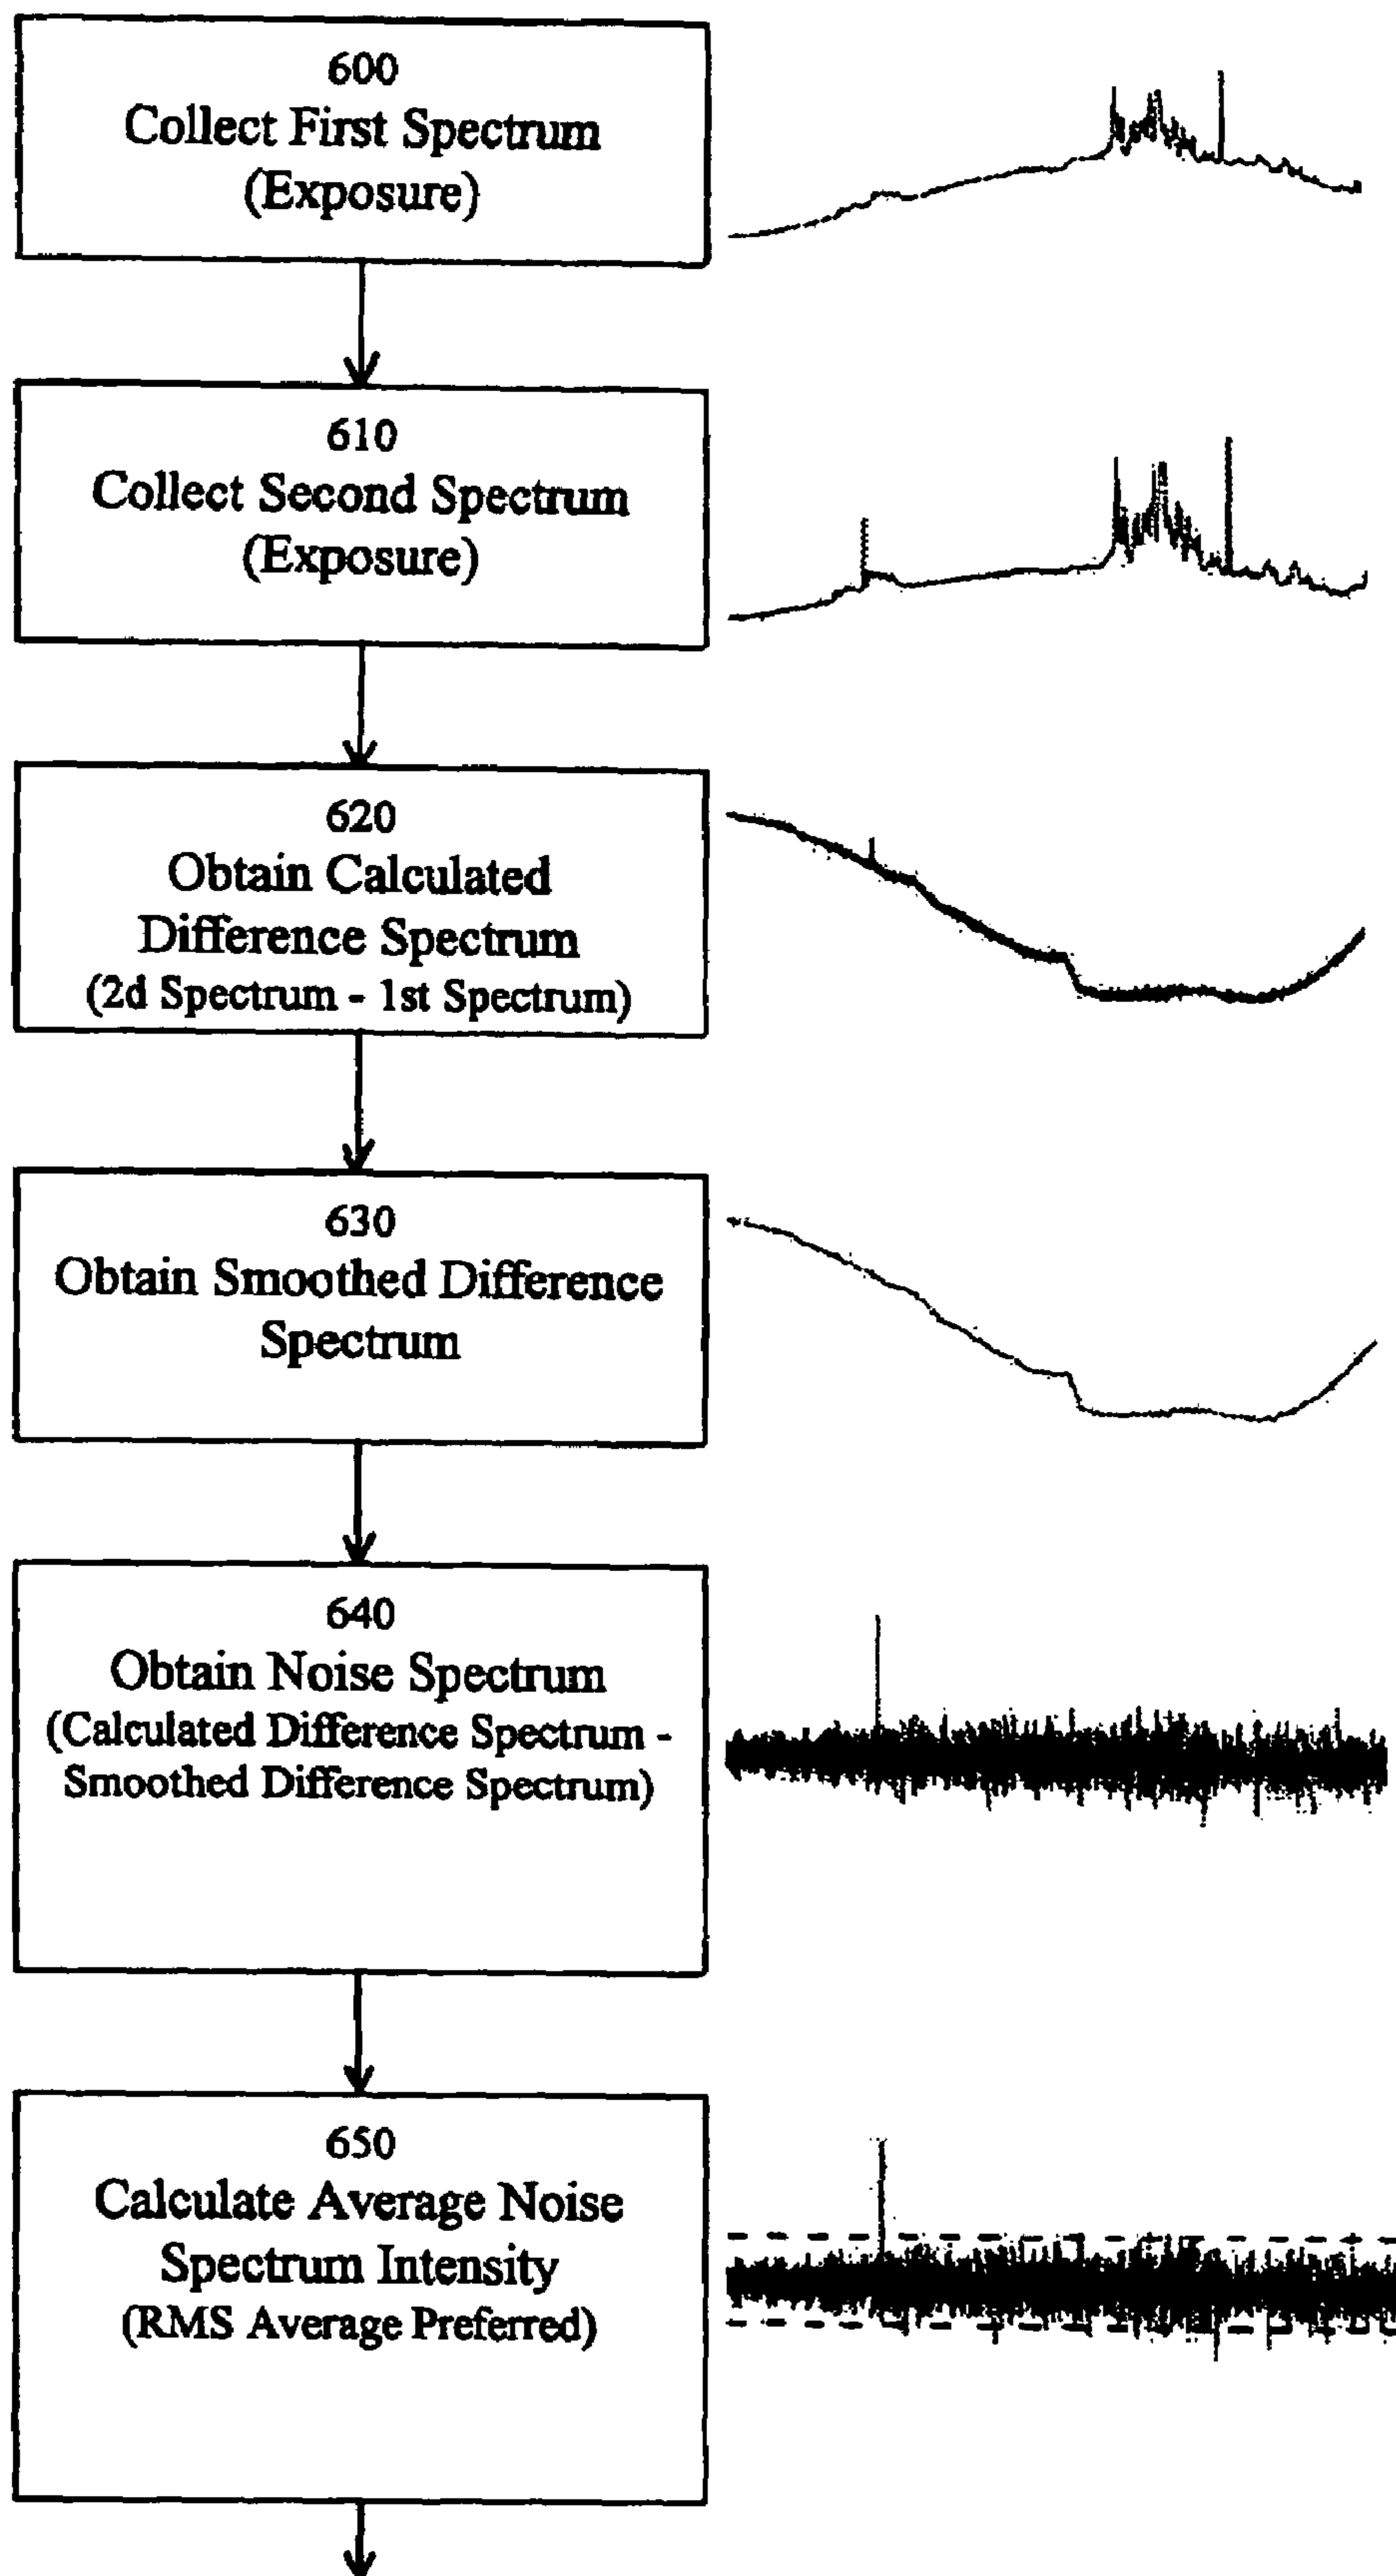 600
Collect First Spectrum
(Exposure)
610
Collect Second Spectrum
(Exposure)
620
Obtain Calculated
Difference Spectrum
(2d Spectrum - 1st Spectrum)
630
Obtain Smoothed Difference
Spectrum
640
Obtain Noise Spectrum
(Calculated Difference Spectrum -
Smoothed Difference Spectrum)
650
Calculate Average Noise
Spectrum Intensity
(RMS Average Preferred)